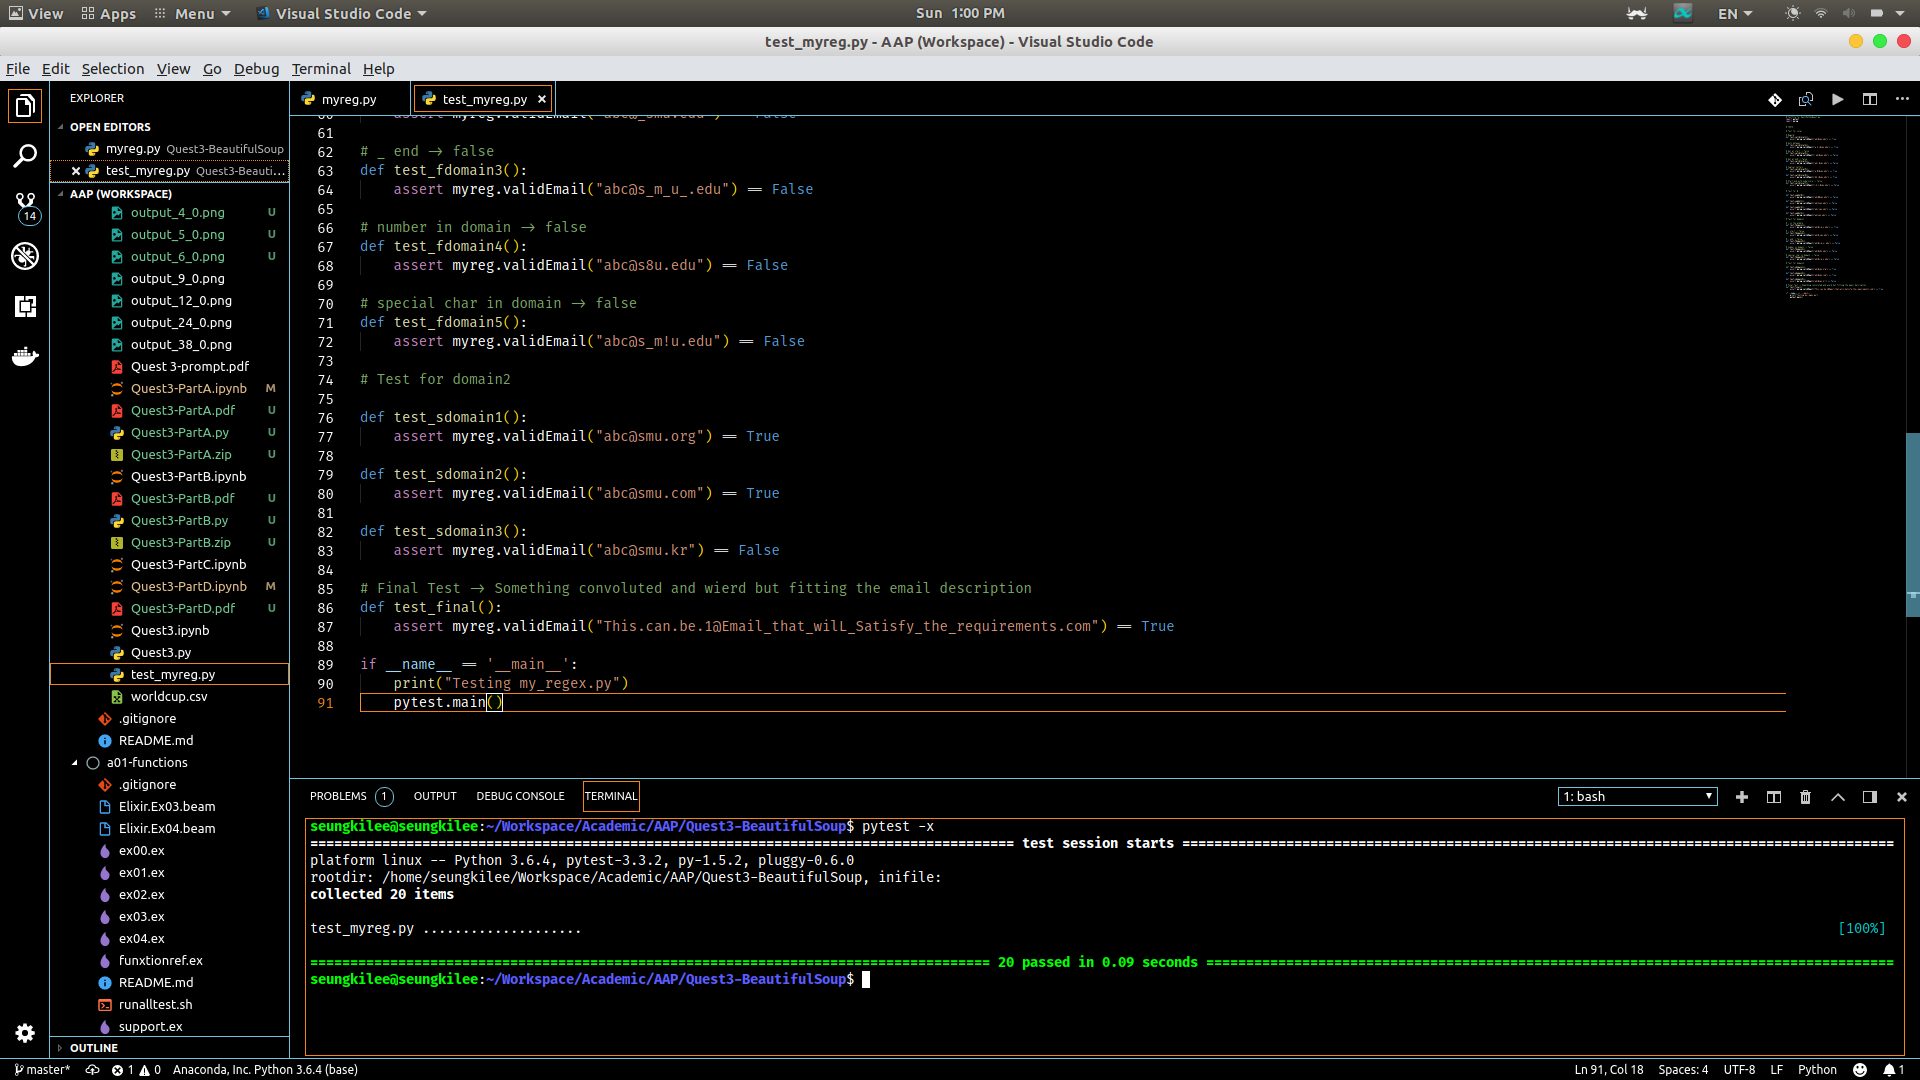 View Apps Menu Visual Studio Code Sun 1:00 PM EN
test_myreg.py - AAP (Workspace) - Visual Studio Code
File Edit Selection View Go Debug Terminal Help
EXPLORER
OPEN EDITORS
myreg.py Quest3-BeautifulSoup
test_myreg.py Quest3-Beauti...
AAP (WORKSPACE)
output_4_0.png U
output_5_0.png U
output_6_0.png U
output_9_0.png
output_12_0.png
output_24_0.png
output_38_0.png
Quest 3-prompt.pdf
Quest3-PartA.ipynb M
Quest3-PartA.pdf U
Quest3-PartA.py U
Quest3-PartA.zip U
Quest3-PartB.ipynb
Quest3-PartB.pdf U
Quest3-PartB.py U
Quest3-PartB.zip U
Quest3-PartC.ipynb
Quest3-PartD.ipynb M
Quest3-PartD.pdf U
Quest3.ipynb
Quest3.py
test_myreg.py
worldcup.csv
.gitignore
README.md
a01-functions
.gitignore
Elixir.Ex03.beam
Elixir.Ex04.beam
ex00.ex
ex01.ex
ex02.ex
ex03.ex
ex04.ex
funxtionref.ex
README.md
runalltest.sh
support.ex
OUTLINE
14
myreg.py test_myreg.py
61
62 # _ end -> false
63 def test_fdomain3():
64 assert myreg.validEmail("abc@s_m_u_.edu") == False
65
66 # number in domain -> false
67 def test_fdomain4():
68 assert myreg.validEmail("abc@s8u.edu") == False
69
70 # special char in domain -> false
71 def test_fdomain5():
72 assert myreg.validEmail("abc@s_m!u.edu") == False
73
74 # Test for domain2
75
76 def test_sdomain1():
77 assert myreg.validEmail("abc@smu.org") == True
78
79 def test_sdomain2():
80 assert myreg.validEmail("abc@smu.com") == True
81
82 def test_sdomain3():
83 assert myreg.validEmail("abc@smu.kr") == False
84
85 # Final Test -> Something convoluted and wierd but fitting the email description
86 def test_final():
87 assert myreg.validEmail("This.can.be.1@Email_that_wilL_Satisfy_the_requirements.com") == True
88
89 if __name__ == '__main__':
90 print("Testing my_regex.py")
91 pytest.main()
PROBLEMS 1 OUTPUT DEBUG CONSOLE TERMINAL 1: bash
seungkilee@seungkilee:~/Workspace/Academic/AAP/Quest3-BeautifulSoup$ pytest -x
test session starts
platform linux -- Python 3.6.4, pytest-3.3.2, py-1.5.2, pluggy-0.6.0
rootdir: /home/seungkilee/Workspace/Academic/AAP/Quest3-BeautifulSoup, inifile:
collected 20 items
test_myreg.py .................... [100%]
20 passed in 0.09 seconds
seungkilee@seungkilee:~/Workspace/Academic/AAP/Quest3-BeautifulSoup$
master* 1 0 Anaconda, Inc. Python 3.6.4 (base) Ln 91, Col 18 Spaces: 4 UTF-8 LF Python 1